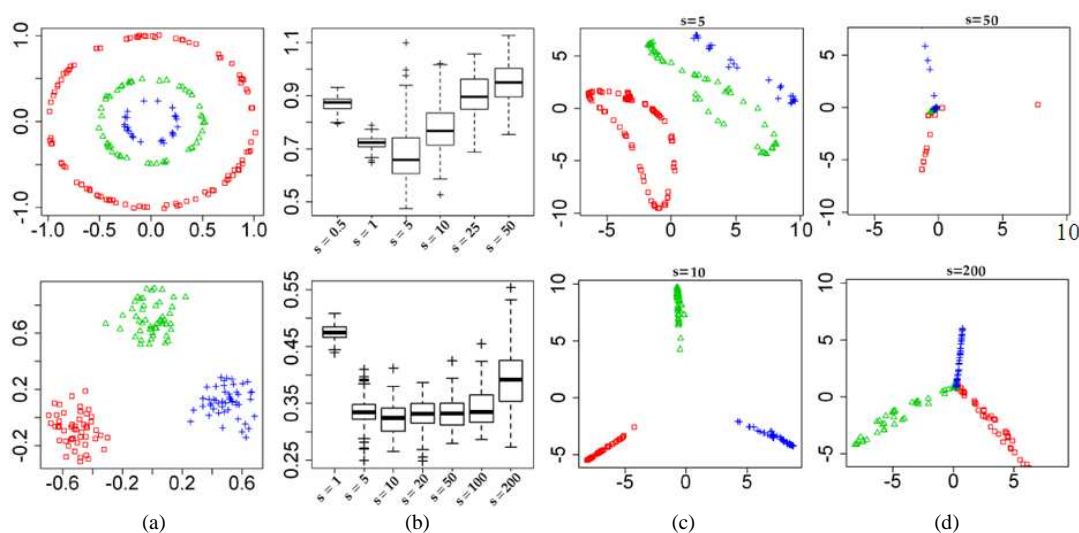 s=5
s=50
1.0
0.0
-1.0
-1.0 -0.5 0.0 0.5 1.0
1.1
0.9
0.7
0.5
s = 0.5
s = 1
s = 5
s = 10
s = 25
s = 50
5
0
-5
-10
-5 0 5 10
10
5
0
-5
-10
-5 0 5 10
s=10
s=200
0.6
0.2
-0.2
-0.6 -0.2 0.2 0.6
0.55
0.45
0.35
0.25
s = 1
s = 5
s = 10
s = 20
s = 50
s = 100
s = 200
10
5
0
-5
-5 0 5
10
5
0
-5
-5 0 5
(a) (b) (c) (d)